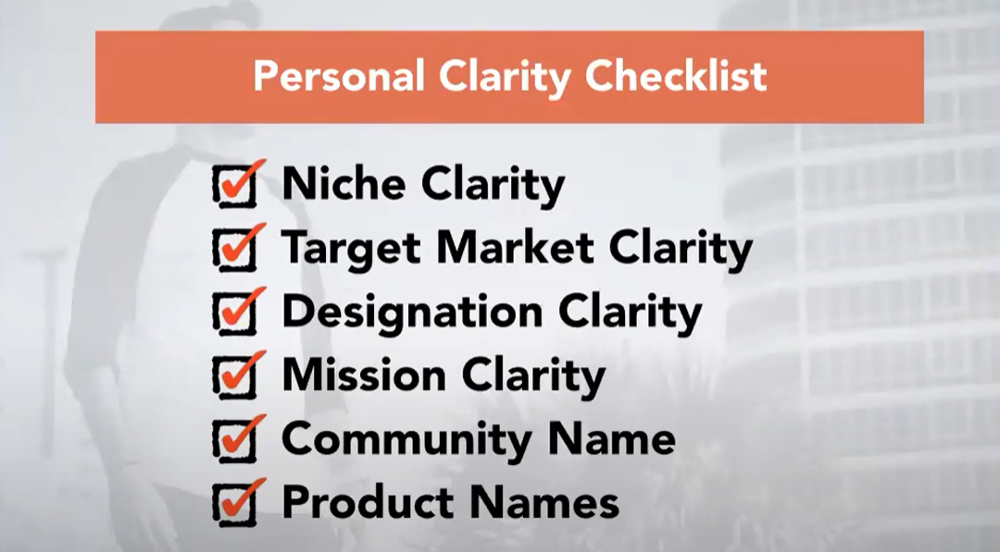 Personal Clarity Checklist
Niche Clarity
Target Market Clarity
Designation Clarity
Mission Clarity
Community Name
Product Names